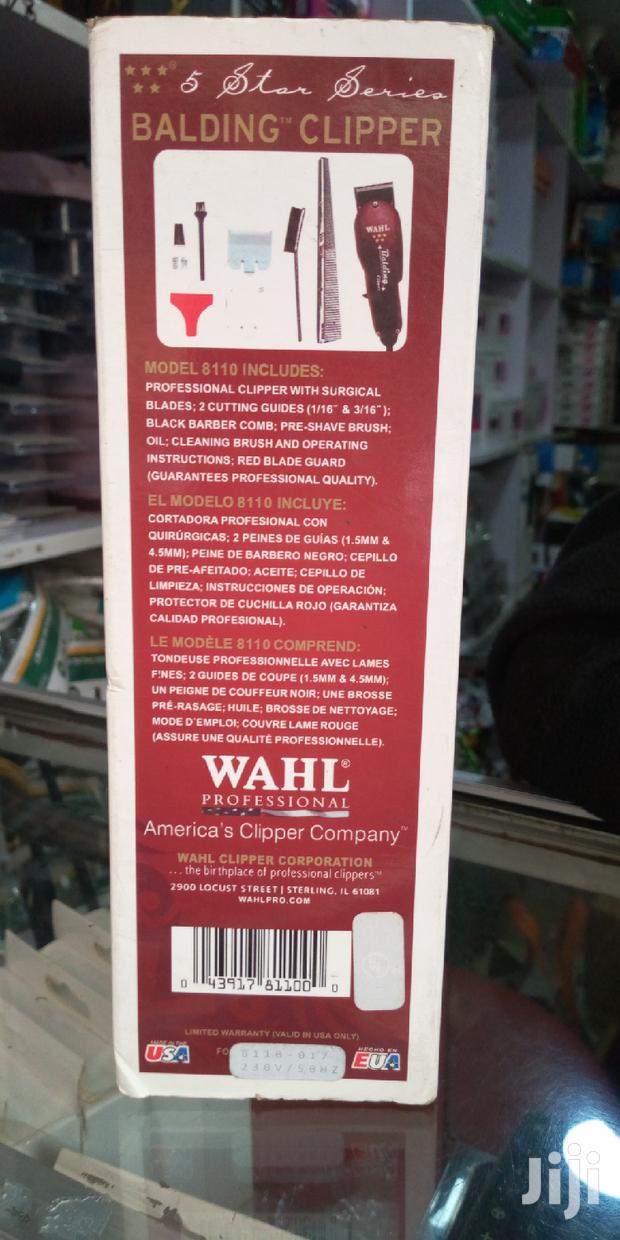 5 Star Series
BALDING™ CLIPPER
WAHL
Balding
MODEL 8110 INCLUDES:
PROFESSIONAL CLIPPER WITH SURGICAL
BLADES; 2 CUTTING GUIDES (1/16" & 3/16");
BLACK BARBER COMB; PRE-SHAVE BRUSH;
OIL; CLEANING BRUSH AND OPERATING
INSTRUCTIONS; RED BLADE GUARD
(GUARANTEES PROFESSIONAL QUALITY).
EL MODELO 8110 INCLUYE:
CORTADORA PROFESIONAL CON
QUIRÚRGICAS; 2 PEINES DE GUÍAS (1.5MM &
4.5MM); PEINE DE BARBERO NEGRO; CEPILLO
DE PRE-AFEITADO; ACEITE; CEPILLO DE
LIMPIEZA; INSTRUCCIONES DE OPERACIÓN;
PROTECTOR DE CUCHILLA ROJO (GARANTIZA
CALIDAD PROFESIONAL).
LE MODÈLE 8110 COMPREND:
TONDEUSE PROFESSIONNELLE AVEC LAMES
FINES; 2 GUIDES DE COUPE (1.5MM & 4.5MM);
UN PEIGNE DE COUFFEUR NOIR; UNE BROSSE
PRÉ-RASAGE; HUILE; BROSSE DE NETTOYAGE;
MODE D'EMPLOI; COUVRE LAME ROUGE
(ASSURE UNE QUALITÉ PROFESSIONNELLE).
WAHL®
PROFESSIONAL
America's Clipper Company™
WAHL CLIPPER CORPORATION
...the birthplace of professional clippers™
2900 LOCUST STREET | STERLING, IL 61081
WAHLPRO.COM
0 43917 81100 0
LIMITED WARRANTY (VALID IN USA ONLY)
MADE IN THE
USA
FO
8110-017
230V/50HZ
HECHO EN
EUA
Jiji